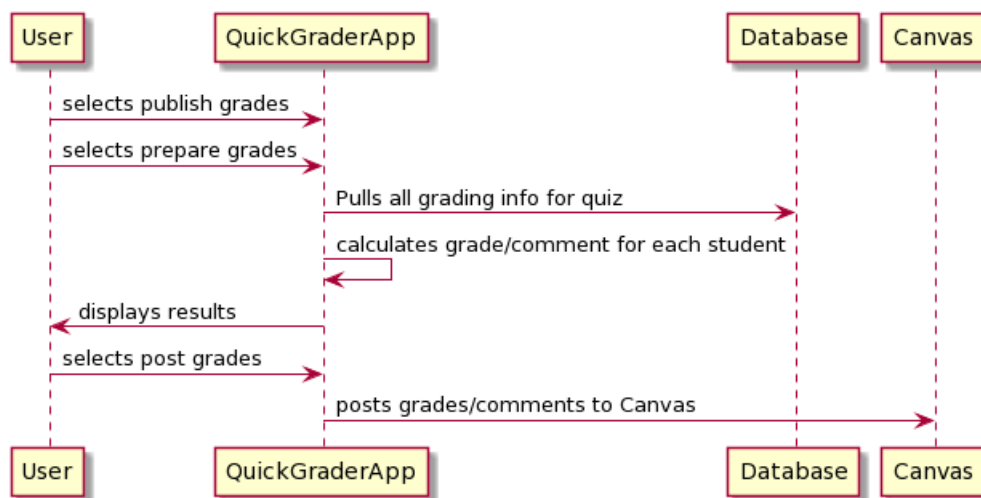 User
QuickGraderApp
Database
Canvas
selects publish grades
selects prepare grades
Pulls all grading info for quiz
calculates grade/comment for each student
displays results
selects post grades
posts grades/comments to Canvas
User
QuickGraderApp
Database
Canvas